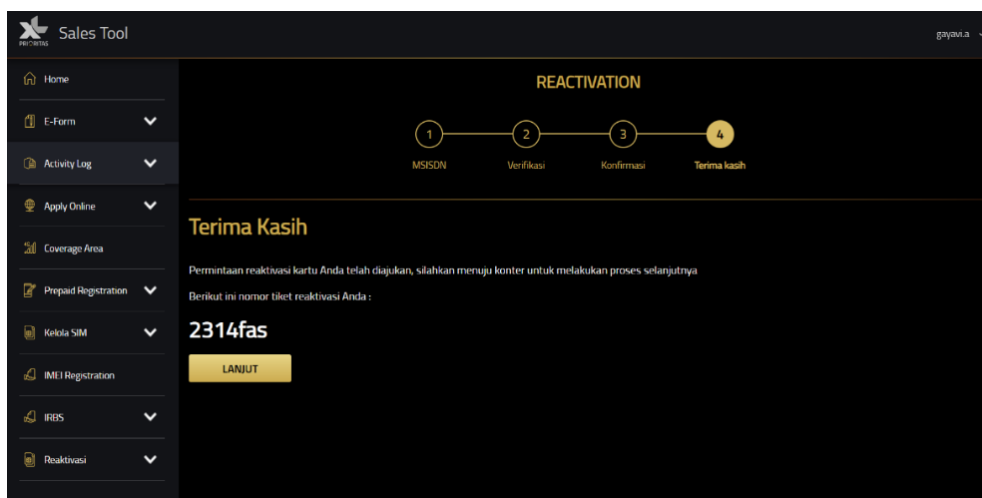 XL
PRIORITAS
Sales Tool
gayavi.a
Home
E-Form
Activity Log
Apply Online
Coverage Area
Prepaid Registration
Kelola SIM
IMEI Registration
IRBS
Reaktivasi
REACTIVATION
1
2
3
4
MSISDN
Verifikasi
Konfirmasi
Terima kasih
Terima Kasih
Permintaan reaktivasi kartu Anda telah diajukan, silahkan menuju konter untuk melakukan proses selanjutnya
Berikut ini nomor tiket reaktivasi Anda :
2314fas
LANJUT